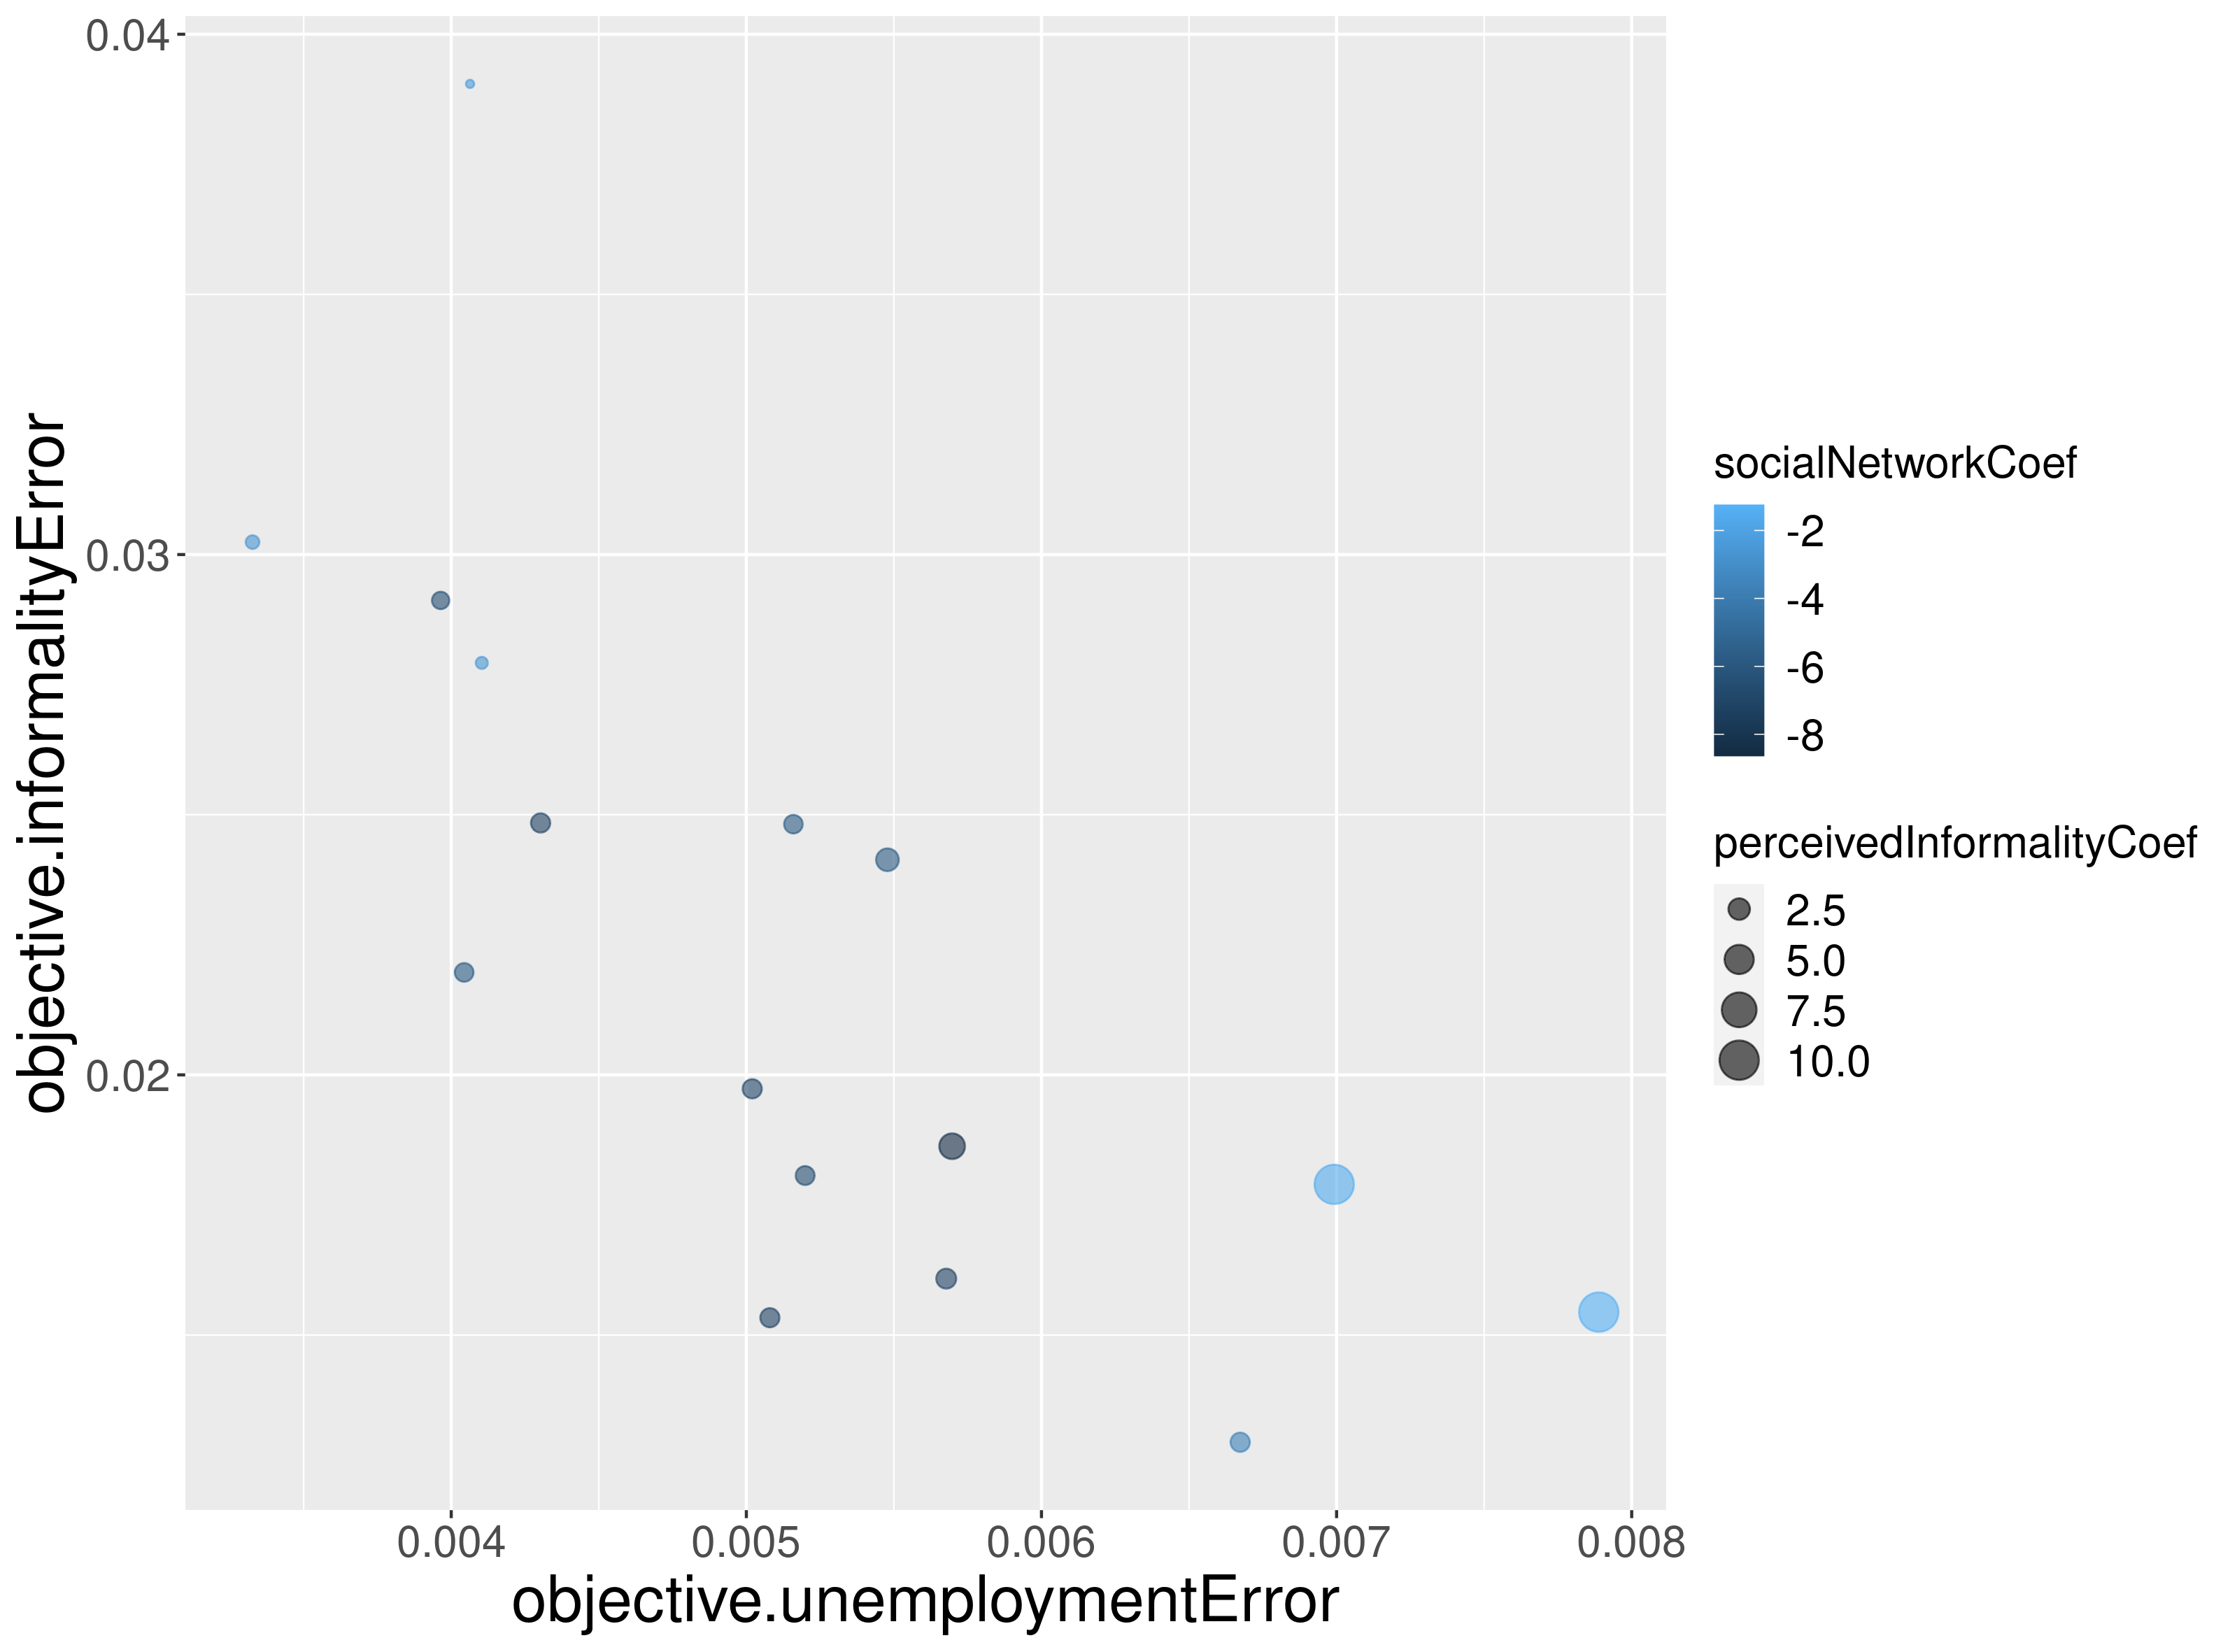 objective.informalityError
0.04
0.03
0.02
0.004 0.005 0.006 0.007 0.008
objective.unemploymentError
socialNetworkCoef
-2
-4
-6
-8
perceivedInformalityCoef
2.5
5.0
7.5
10.0